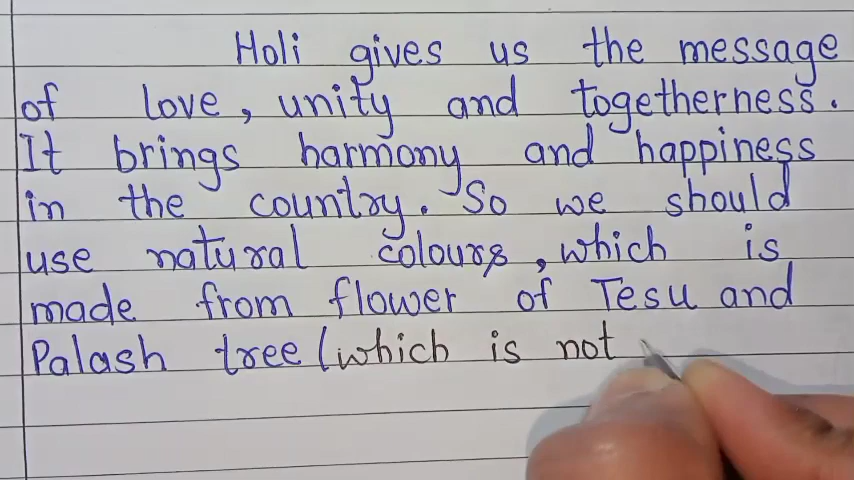 Holi gives us the message
of love, unity and togetherness.
It brings harmony and happiness
in the country. So we should
use natural colours, which is
made from flower of Tesu and
Palash tree (which is not